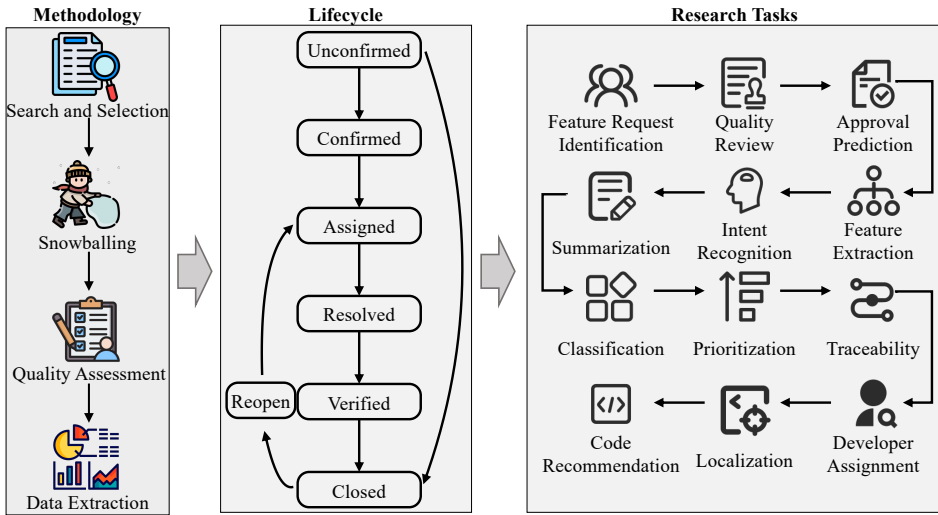 Methodology
Search and Selection
Snowballing
Quality Assessment
Data Extraction
Lifecycle
Unconfirmed
Confirmed
Assigned
Resolved
Reopen
Verified
Closed
Research Tasks
Feature Request
Identification
Quality
Review
Approval
Prediction
Summarization
Intent
Recognition
Feature
Extraction
Classification
Prioritization
Traceability
Code
Recommendation
Localization
Developer
Assignment